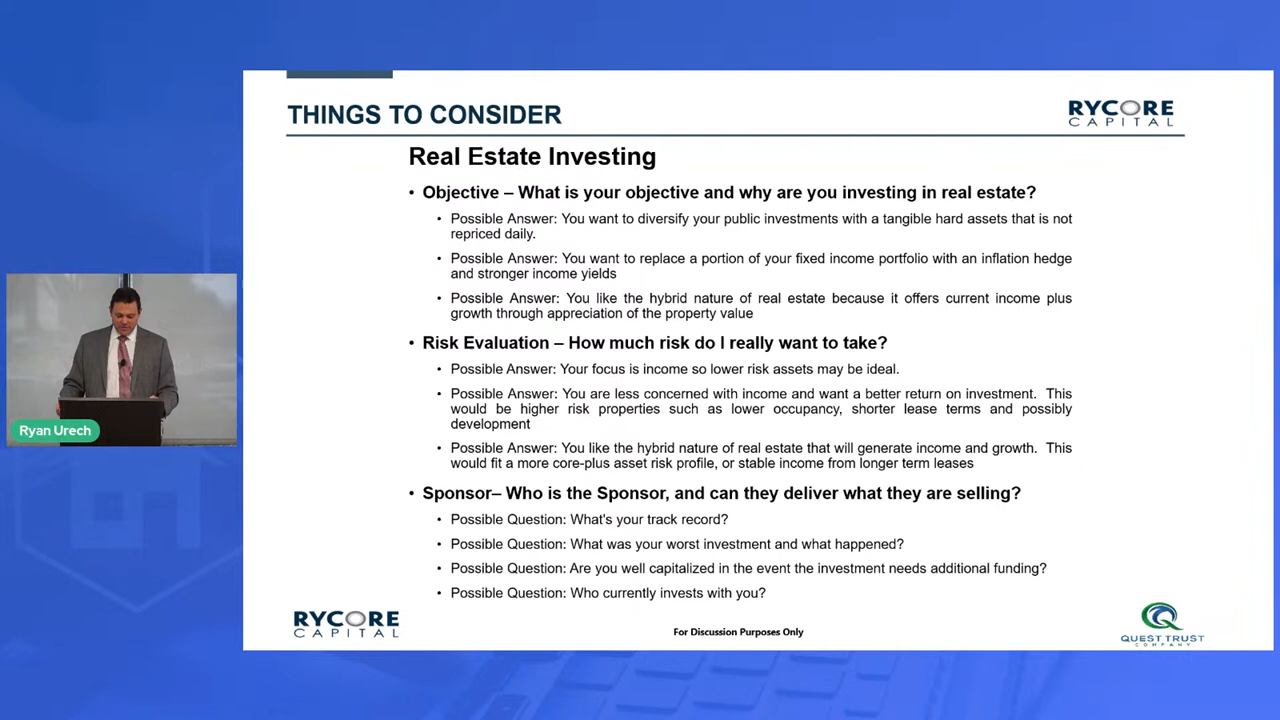 THINGS TO CONSIDER
RYCORE
CAPITAL
Real Estate Investing
• Objective – What is your objective and why are you investing in real estate?
• Possible Answer: You want to diversify your public investments with a tangible hard assets that is not
repriced daily.
• Possible Answer: You want to replace a portion of your fixed income portfolio with an inflation hedge
and stronger income yields
• Possible Answer: You like the hybrid nature of real estate because it offers current income plus
growth through appreciation of the property value
• Risk Evaluation – How much risk do I really want to take?
• Possible Answer: Your focus is income so lower risk assets may be ideal.
• Possible Answer: You are less concerned with income and want a better return on investment. This
would be higher risk properties such as lower occupancy, shorter lease terms and possibly
development
• Possible Answer: You like the hybrid nature of real estate that will generate income and growth. This
would fit a more core-plus asset risk profile, or stable income from longer term leases
• Sponsor– Who is the Sponsor, and can they deliver what they are selling?
• Possible Question: What's your track record?
• Possible Question: What was your worst investment and what happened?
• Possible Question: Are you well capitalized in the event the investment needs additional funding?
• Possible Question: Who currently invests with you?
Ryan Urech
RYCORE
CAPITAL
For Discussion Purposes Only
QUEST TRUST
COMPANY